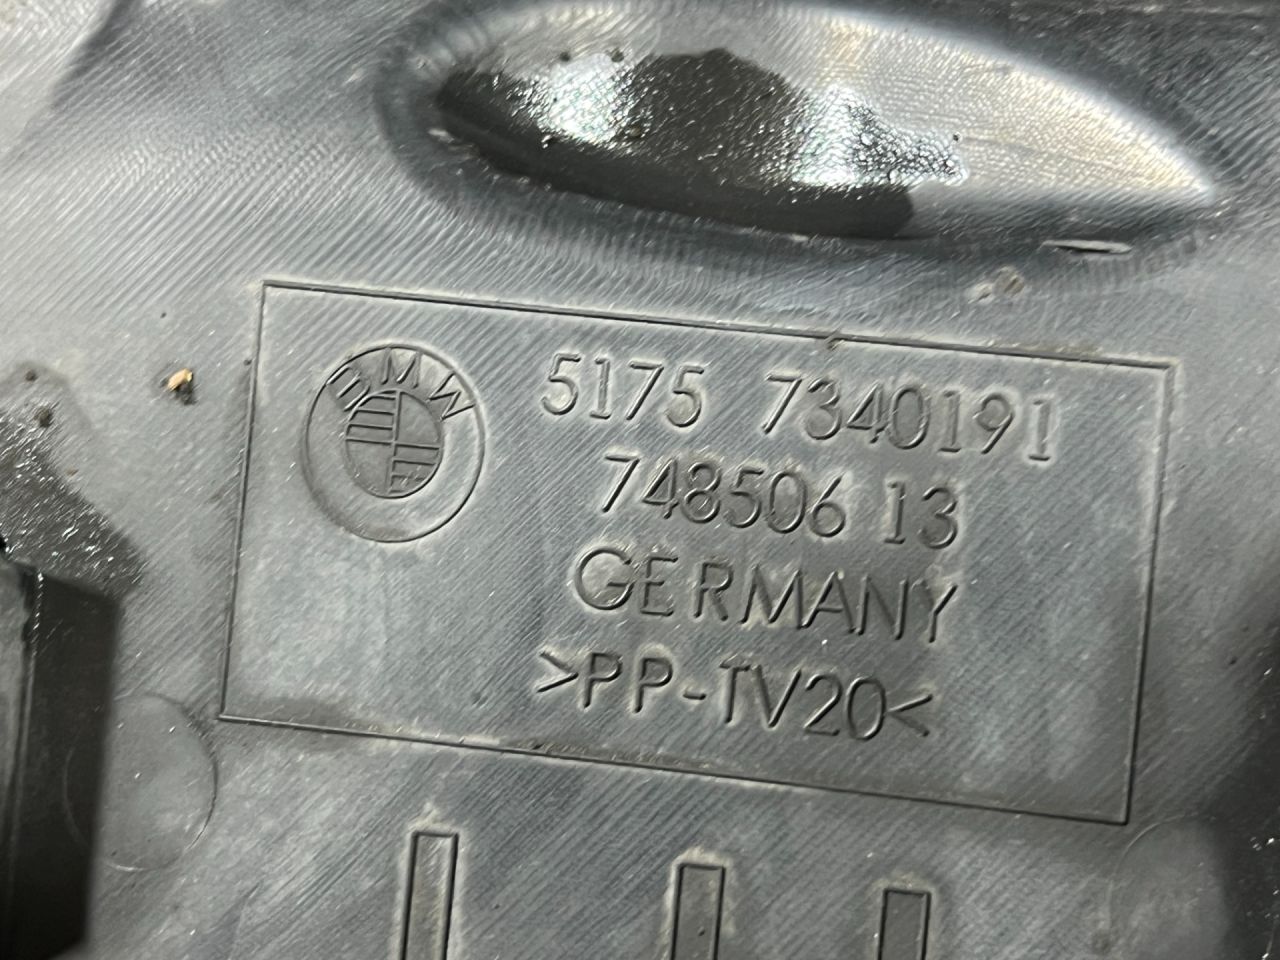 BMW
5175 7340191
748506 13
GERMANY
>PP-TV20<